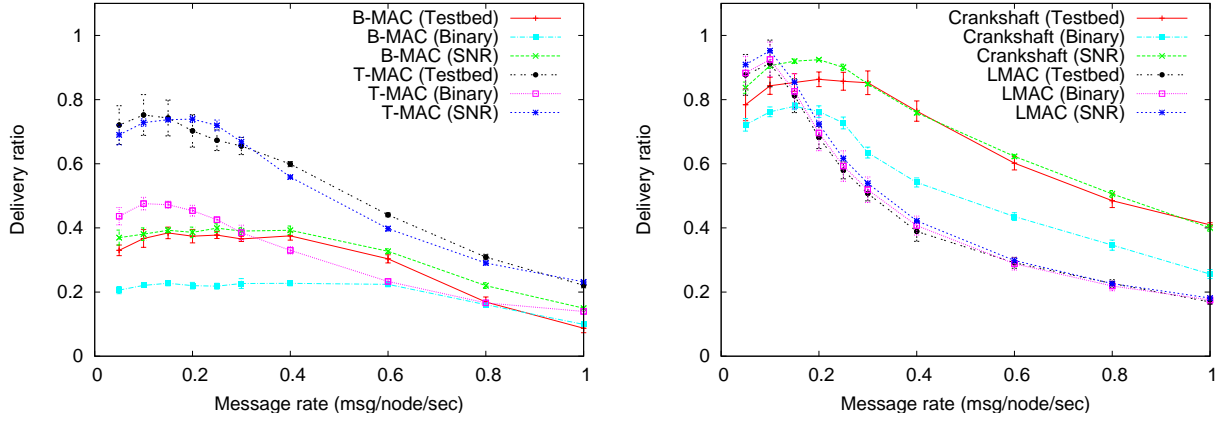 B-MAC (Testbed)
B-MAC (Binary)
B-MAC (SNR)
T-MAC (Testbed)
T-MAC (Binary)
T-MAC (SNR)
1
0.8
0.6
0.4
0.2
0
Delivery ratio
0 0.2 0.4 0.6 0.8 1
Message rate (msg/node/sec)
Crankshaft (Testbed)
Crankshaft (Binary)
Crankshaft (SNR)
LMAC (Testbed)
LMAC (Binary)
LMAC (SNR)
1
0.8
0.6
0.4
0.2
0
Delivery ratio
0 0.2 0.4 0.6 0.8 1
Message rate (msg/node/sec)